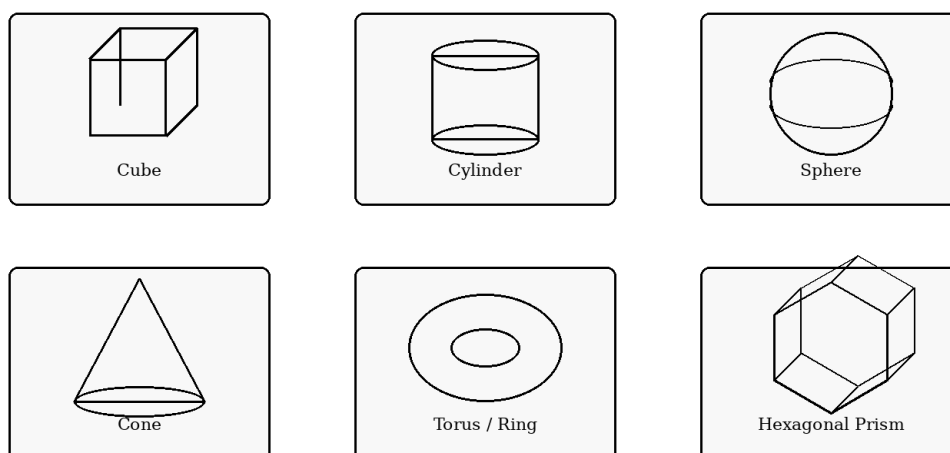 Cube
Cylinder
Sphere
Cone
Torus / Ring
Hexagonal Prism